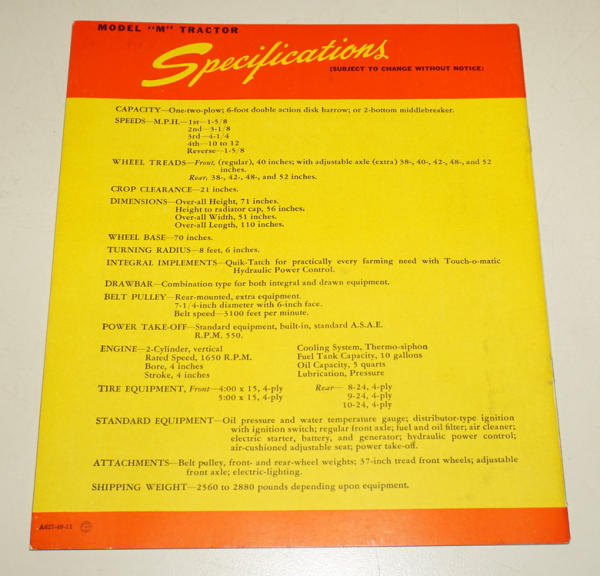 MODEL "M" TRACTOR
Specifications
(SUBJECT TO CHANGE WITHOUT NOTICE)
CAPACITY—One-two-plow; 6-foot double action disk harrow; or 2-bottom middlebreaker.
SPEEDS—M.P.H.—1st—1-5/8
2nd—3-1/8
3rd—4-1/4
4th—10 to 12
Reverse—1-5/8
WHEEL TREADS—Front, (regular), 40 inches; with adjustable axle (extra) 38-, 40-, 42-, 48-, and 52
inches.
Rear, 38-, 42-, 48-, and 52 inches.
CROP CLEARANCE—21 inches.
DIMENSIONS—Over-all Height, 71 inches.
Height to radiator cap, 56 inches.
Over-all Width, 51 inches.
Over-all Length, 110 inches.
WHEEL BASE—70 inches.
TURNING RADIUS—8 feet, 6 inches.
INTEGRAL IMPLEMENTS—Quik-Tatch for practically every farming need with Touch-o-matic
Hydraulic Power Control.
DRAWBAR—Combination type for both integral and drawn equipment.
BELT PULLEY—Rear-mounted, extra equipment.
7-1/4-inch diameter with 6-inch face.
Belt speed—3100 feet per minute.
POWER TAKE-OFF—Standard equipment, built-in, standard A.S.A.E.
R.P.M. 550.
ENGINE—2-Cylinder, vertical
Rated Speed, 1650 R.P.M.
Bore, 4 inches
Stroke, 4 inches
Cooling System, Thermo-siphon
Fuel Tank Capacity, 10 gallons
Oil Capacity, 5 quarts
Lubrication, Pressure
TIRE EQUIPMENT, Front—4:00 x 15, 4-ply
5:00 x 15, 4-ply
Rear— 8-24, 4-ply
9-24, 4-ply
10-24, 4-ply
STANDARD EQUIPMENT—Oil pressure and water temperature gauge; distributor-type ignition
with ignition switch; regular front axle; fuel and oil filter; air cleaner;
electric starter, battery, and generator; hydraulic power control;
air-cushioned adjustable seat; power take-off.
ATTACHMENTS—Belt pulley, front- and rear-wheel weights; 37-inch tread front wheels; adjustable
front axle; electric-lighting.
SHIPPING WEIGHT—2560 to 2880 pounds depending upon equipment.